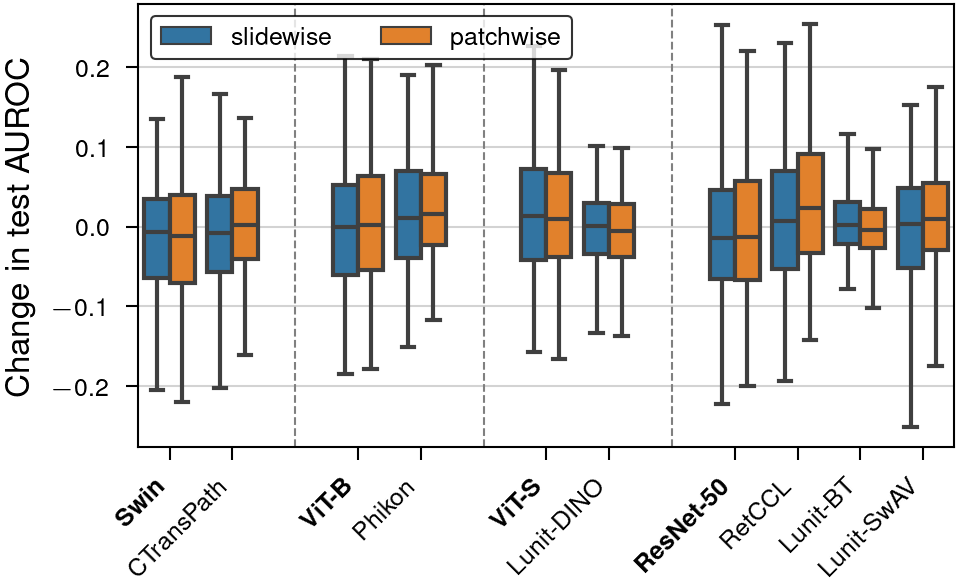 slidewise
patchwise
Change in test AUROC
0.2
0.1
0.0
−0.1
−0.2
Swin
CTransPath
ViT-B
Phikon
ViT-S
Lunit-DINO
ResNet-50
RetCCL
Lunit-BT
Lunit-SwAV